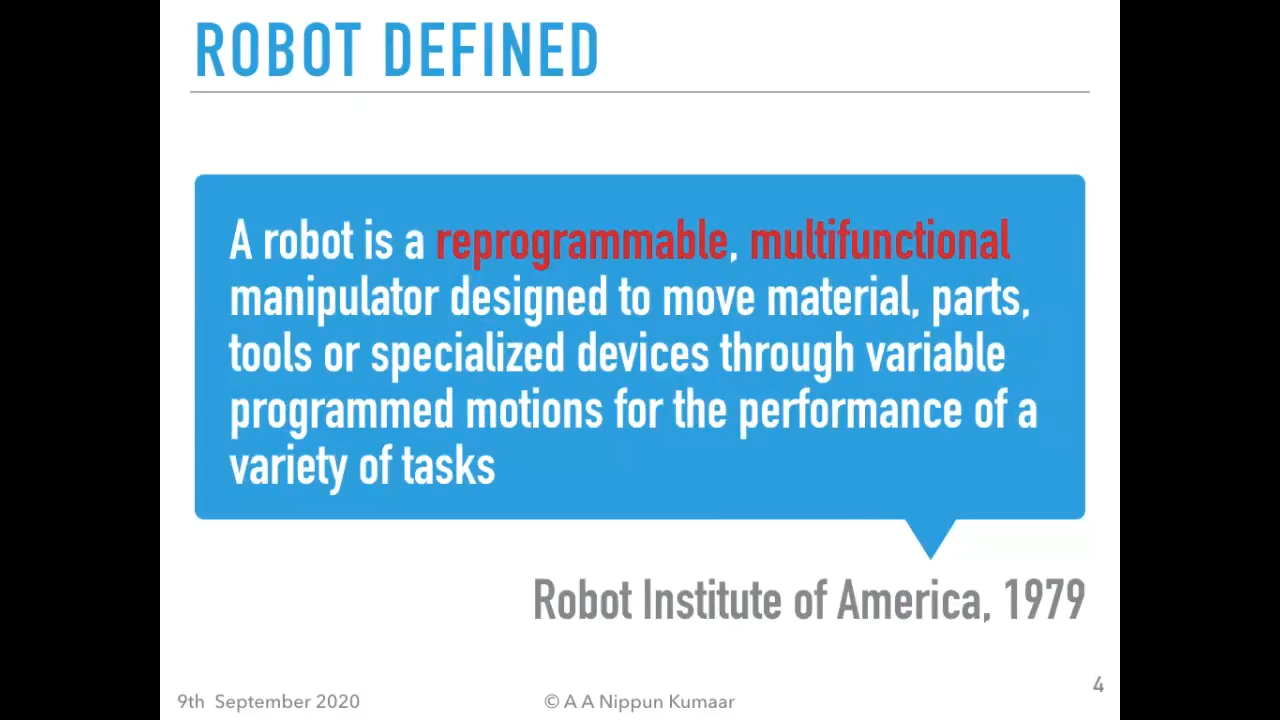 ROBOT DEFINED
A robot is a reprogrammable, multifunctional
manipulator designed to move material, parts,
tools or specialized devices through variable
programmed motions for the performance of a
variety of tasks
Robot Institute of America, 1979
9th September 2020
© A A Nippun Kumaar
4